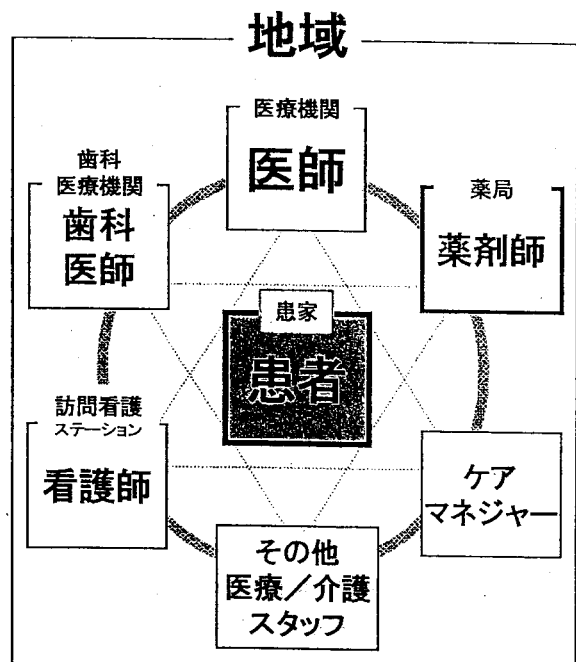 地域
医療機関
医師
歯科
医療機関
歯科
医師
薬局
薬剤師
患家
患者
訪問看護
ステーション
看護師
ケア
マネジャー
その他
医療／介護
スタッフ